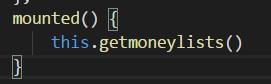 mounted() {
    this.getmoneylists()
}